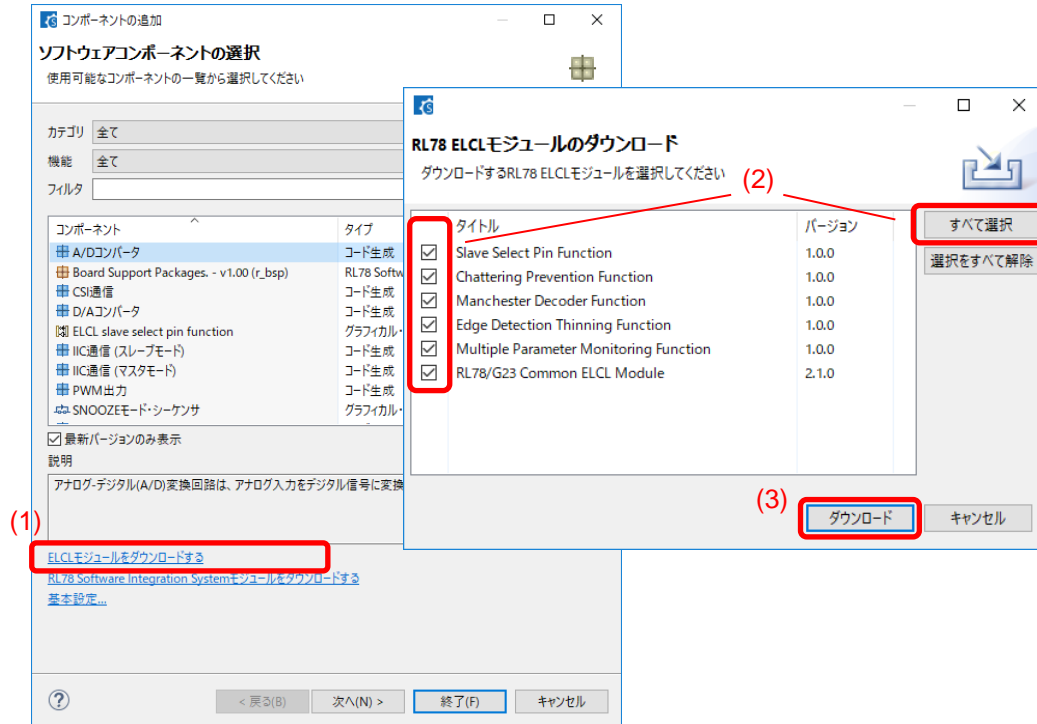 コンポーネントの追加
ソフトウェアコンポーネントの選択
使用可能なコンポーネントの一覧から選択してください
カテゴリ 全て
機能 全て
フィルタ
コンポーネント タイプ
A/Dコンバータ コード生成
Board Support Packages. - v1.00 (r_bsp) RL78 Softw
CSI通信 コード生成
D/Aコンバータ コード生成
ELCL slave select pin function グラフィカル・
IIC通信 (スレーブモード) コード生成
IIC通信 (マスタモード) コード生成
PWM出力 コード生成
SNOOZEモード・シーケンサ グラフィカル・
最新バージョンのみ表示
説明
アナログ-デジタル(A/D)変換回路は、アナログ入力をデジタル信号に変換
(1)
ELCLモジュールをダウンロードする
RL78 Software Integration Systemモジュールをダウンロードする
基本設定...
< 戻る(B) 次へ(N) > 終了(F) キャンセル
RL78 ELCLモジュールのダウンロード
ダウンロードするRL78 ELCLモジュールを選択してください
(2)
タイトル バージョン
Slave Select Pin Function 1.0.0
Chattering Prevention Function 1.0.0
Manchester Decoder Function 1.0.0
Edge Detection Thinning Function 1.0.0
Multiple Parameter Monitoring Function 1.0.0
RL78/G23 Common ELCL Module 2.1.0
すべて選択
選択をすべて解除
(3)
ダウンロード キャンセル